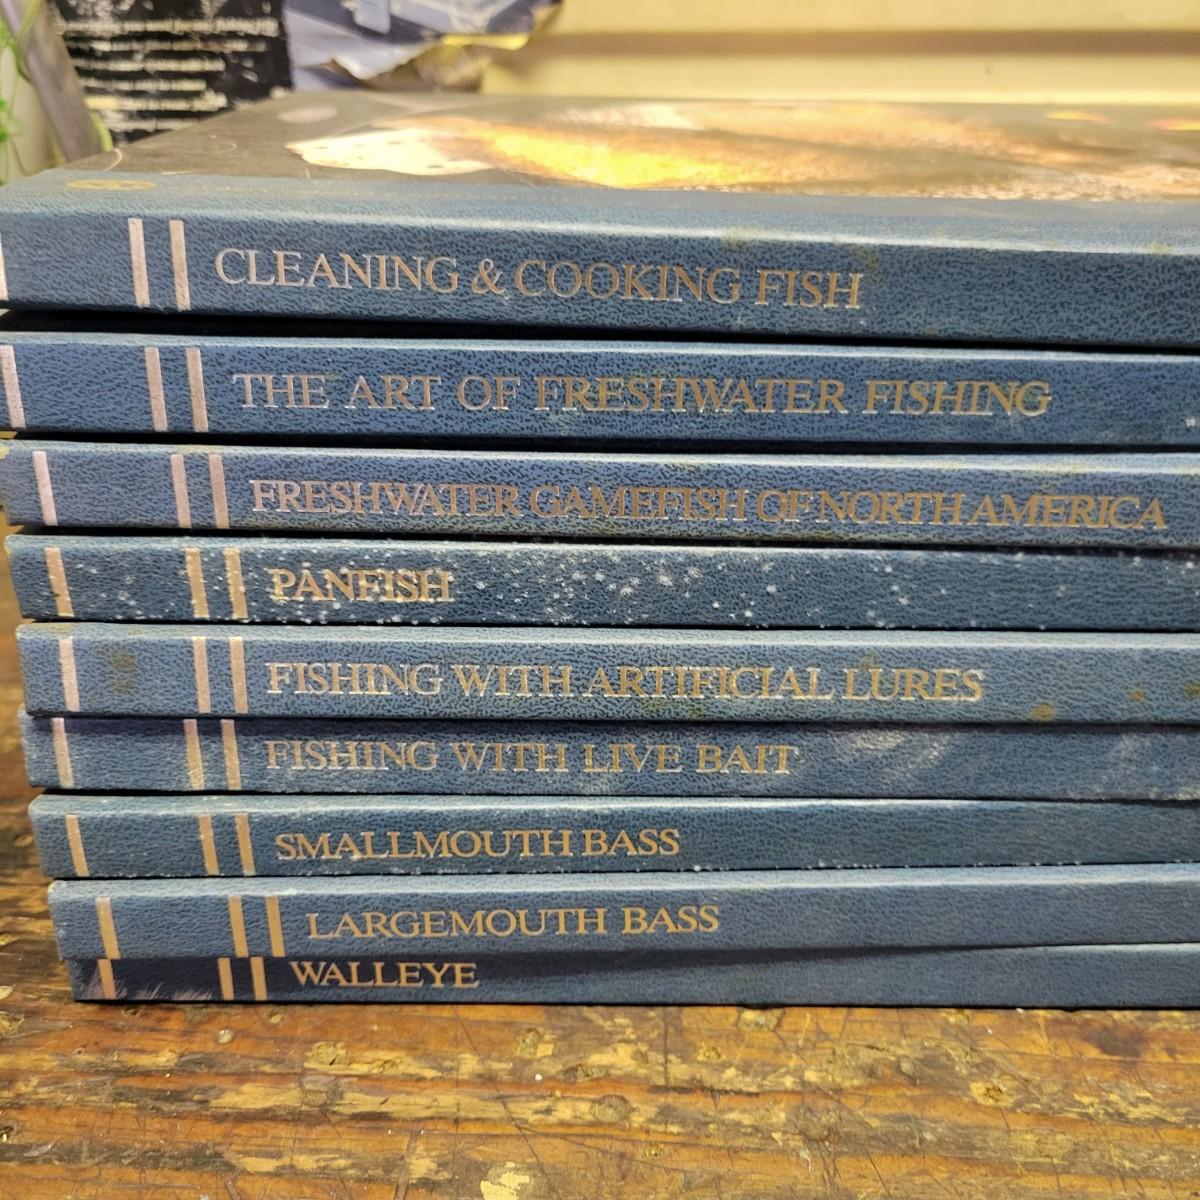 CLEANING & COOKING FISH
THE ART OF FRESHWATER FISHING
FRESHWATER GAMEFISH OF NORTH AMERICA
PANFISH
FISHING WITH ARTIFICIAL LURES
FISHING WITH LIVE BAIT
SMALLMOUTH BASS
LARGEMOUTH BASS
WALLEYE